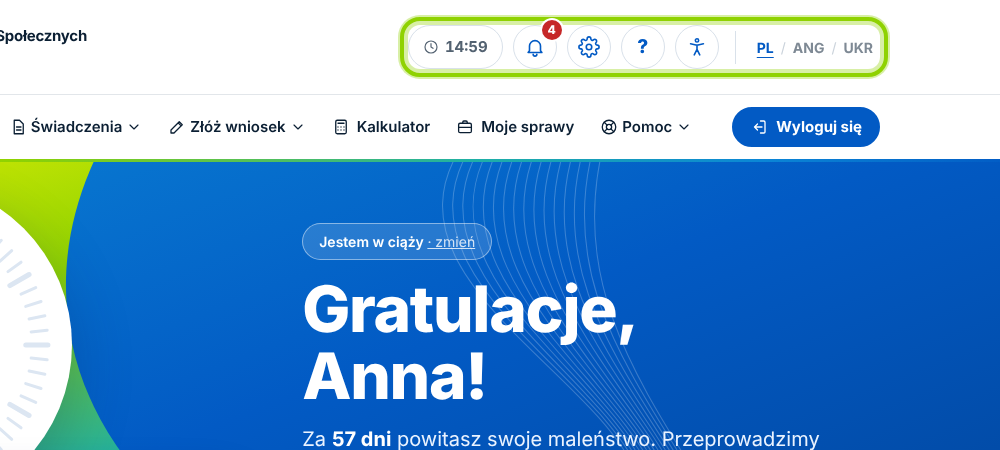 Społecznych
14:59
4
?
PL / ANG / UKR
Świadczenia
Złóż wniosek
Kalkulator
Moje sprawy
Pomoc
Wyloguj się
Jestem w ciąży · zmień
Gratulacje,
Anna!
Za 57 dni powitasz swoje maleństwo. Przeprowadzimy